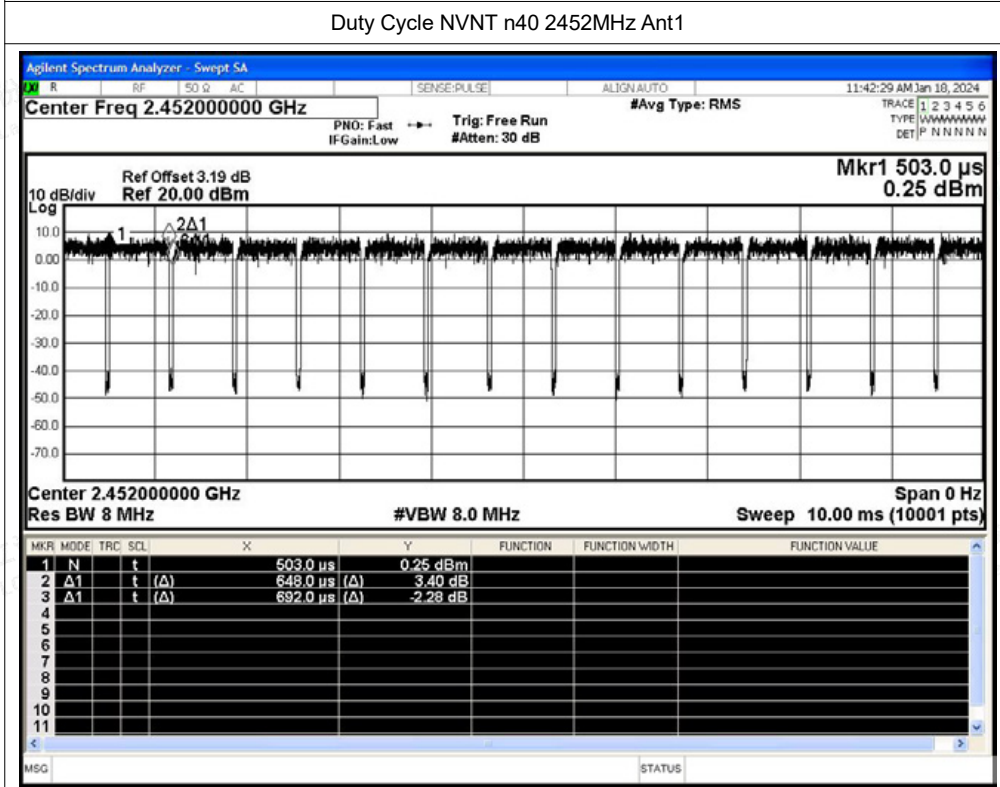 Duty Cycle NVNT n40 2452MHz Ant1
Agilent Spectrum Analyzer - Swept SA
R RF 50 Ω AC SENSE:PULSE ALIGN AUTO 11:42:29 AM Jan 18, 2024
Center Freq 2.452000000 GHz #Avg Type: RMS TRACE 1 2 3 4 5 6
PNO: Fast Trig: Free Run TYPE WWWWWW
IFGain:Low #Atten: 30 dB DET P N N N N N
Mkr1 503.0 µs
Ref Offset 3.19 dB 0.25 dBm
10 dB/div Ref 20.00 dBm
Log
10.0
1 2Δ1
0.00
-10.0
-20.0
-30.0
-40.0
-50.0
-60.0
-70.0
Center 2.452000000 GHz Span 0 Hz
Res BW 8 MHz #VBW 8.0 MHz Sweep 10.00 ms (10001 pts)
MKR MODE TRC SCL X Y FUNCTION FUNCTION WIDTH FUNCTION VALUE
1 N t 503.0 µs 0.25 dBm
2 Δ1 t (Δ) 648.0 µs (Δ) 3.40 dB
3 Δ1 t (Δ) 692.0 µs (Δ) -2.28 dB
4
5
6
7
8
9
10
11
MSG STATUS